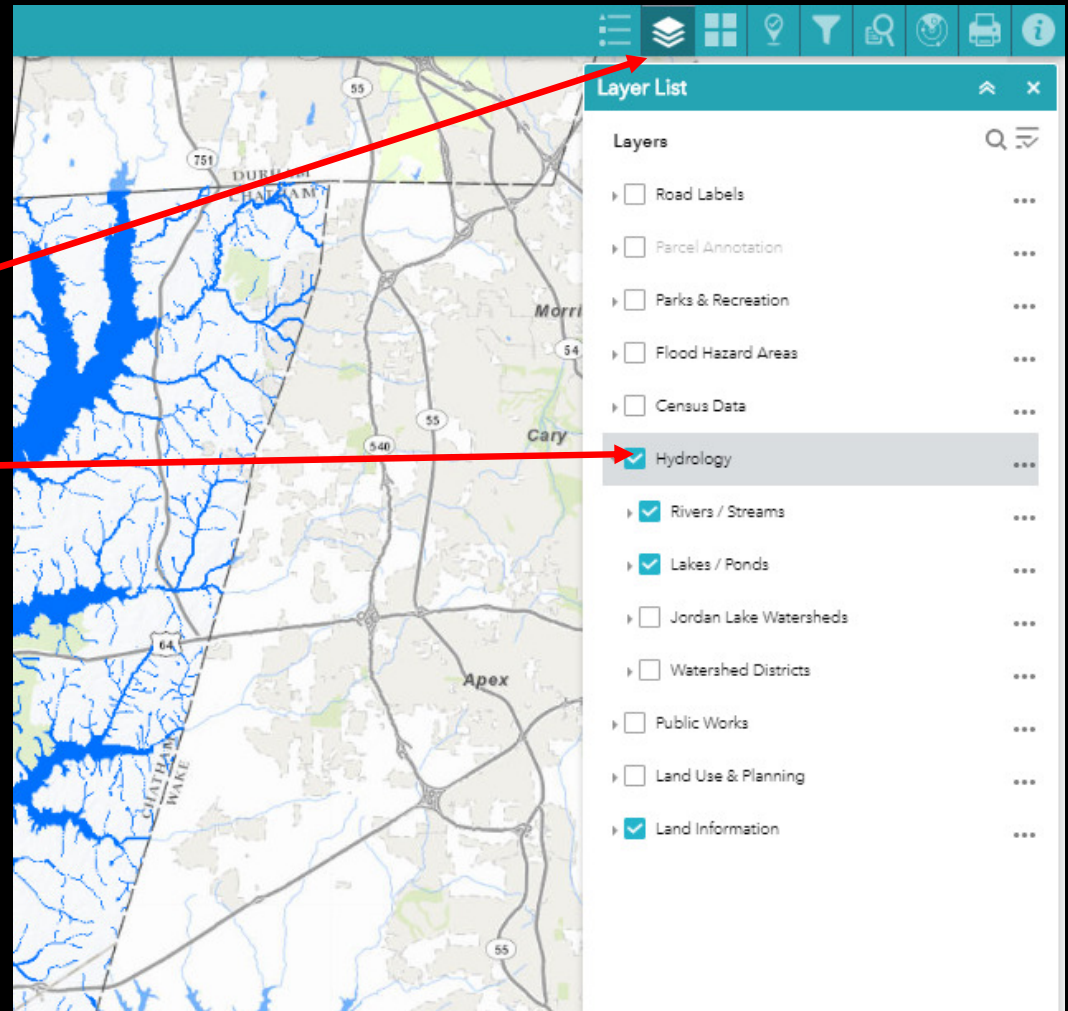 Layer List
Layers
Road Labels
Parcel Annotation
Parks & Recreation
Flood Hazard Areas
Census Data
Hydrology
Rivers / Streams
Lakes / Ponds
Jordan Lake Watersheds
Watershed Districts
Public Works
Land Use & Planning
Land Information
55
751
DURHAM
CHATHAM
Morri
54
55
540
Cary
64
Apex
CHATHAM
WAKE
55